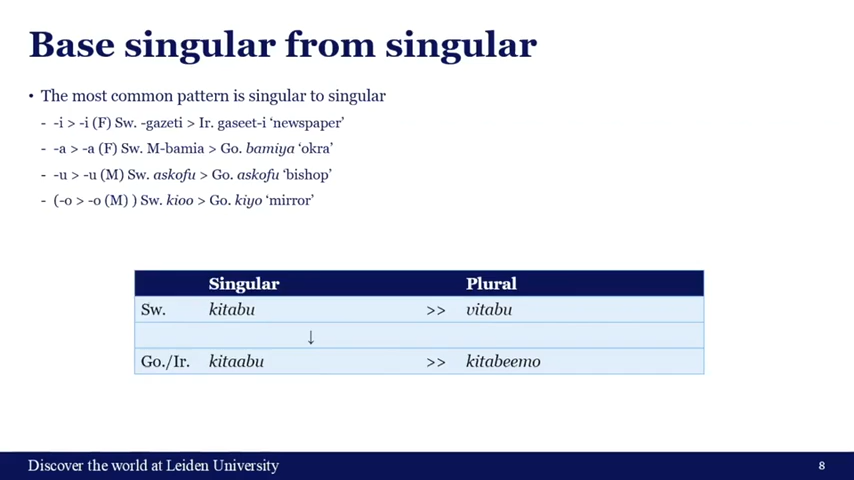 Base singular from singular
• The most common pattern is singular to singular
- -i > -i (F) Sw. -gazeti > Ir. gaseet-i ‘newspaper’
- -a > -a (F) Sw. M-bamia > Go. bamiya ‘okra’
- -u > -u (M) Sw. askofu > Go. askofu ‘bishop’
- (-o > -o (M) ) Sw. kioo > Go. kiyo ‘mirror’
Singular Plural
Sw. kitabu >> vitabu
↓
Go./Ir. kitaabu >> kitabeemo
Discover the world at Leiden University 8